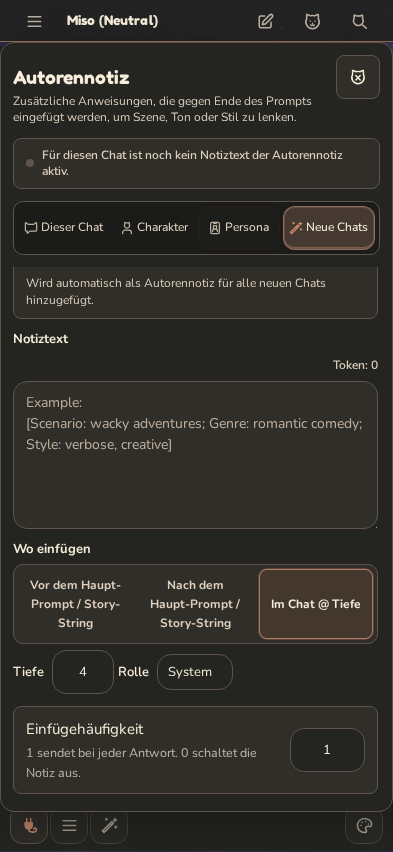 Miso (Neutral)
Autorennotiz
Zusätzliche Anweisungen, die gegen Ende des Prompts
eingefügt werden, um Szene, Ton oder Stil zu lenken.
Für diesen Chat ist noch kein Notiztext der Autorennotiz
aktiv.
Dieser Chat
Charakter
Persona
Neue Chats
Wird automatisch als Autorennotiz für alle neuen Chats
hinzugefügt.
Notiztext
Token: 0
Example:
[Scenario: wacky adventures; Genre: romantic comedy;
Style: verbose, creative]
Wo einfügen
Vor dem Haupt-
Prompt / Story-
String
Nach dem
Haupt-Prompt /
Story-String
Im Chat @ Tiefe
Tiefe 4 Rolle System
Einfügehäufigkeit
1 sendet bei jeder Antwort. 0 schaltet die
Notiz aus.
1